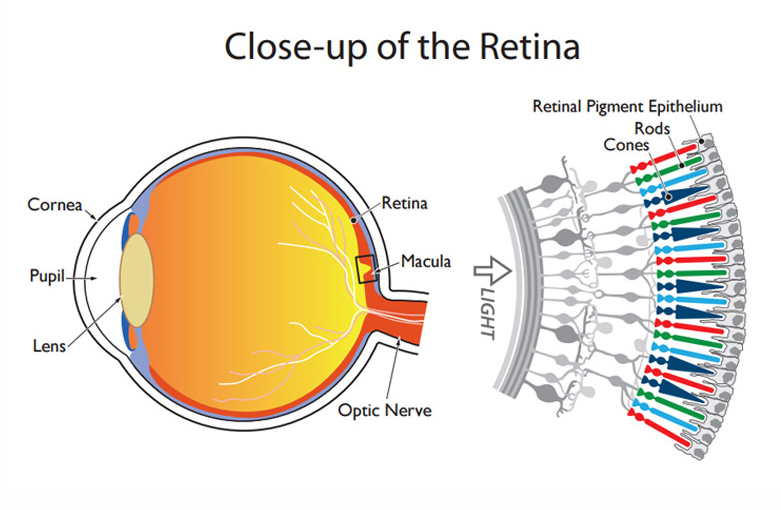 Close-up of the Retina
Retinal Pigment Epithelium
Rods
Cones
Cornea
Retina
Macula
Pupil
LIGHT
Lens
Optic Nerve